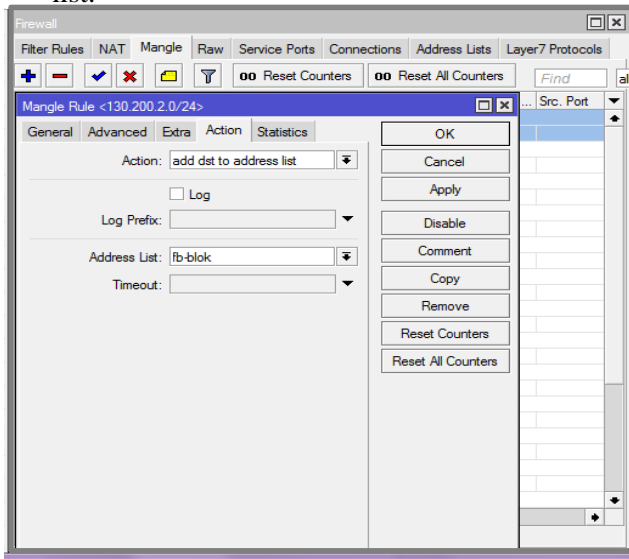 list.
Firewall
Filter Rules NAT Mangle Raw Service Ports Connections Address Lists Layer7 Protocols
00 Reset Counters 00 Reset All Counters Find al
Mangle Rule <130.200.2.0/24>
... Src. Port
General Advanced Extra Action Statistics
Action: add dst to address list
Log
Log Prefix:
Address List: fb-blok
Timeout:
OK
Cancel
Apply
Disable
Comment
Copy
Remove
Reset Counters
Reset All Counters